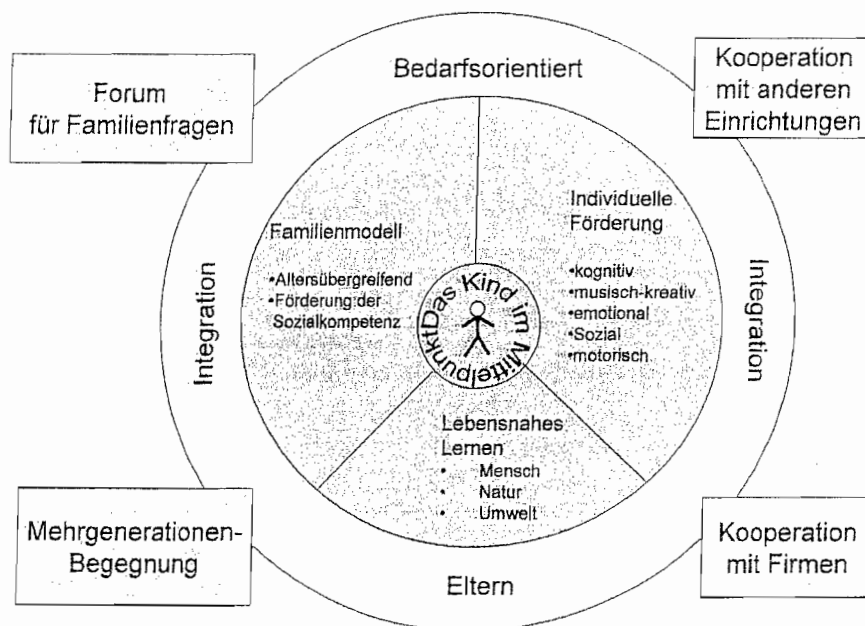 Forum
für Familienfragen
Bedarfsorientiert
Kooperation
mit anderen
Einrichtungen
Familienmodell
•Altersübergreifend
•Förderung der
Sozialkompetenz
Individuelle
Förderung
•kognitiv
•musisch-kreativ
•emotional
•Sozial
•motorisch
Das Kind im Mittelpunkt
Integration
Integration
Lebensnahes
Lernen
• Mensch
• Natur
• Umwelt
Mehrgenerationen-
Begegnung
Eltern
Kooperation
mit Firmen